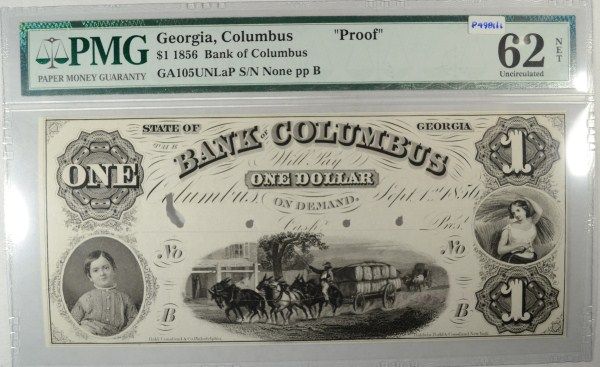 PMG
PAPER MONEY GUARANTY
Georgia, Columbus "Proof"
$1 1856 Bank of Columbus
GA105UNLaP S/N None pp B
62 NET
Uncirculated
STATE OF GEORGIA
THE
BANK of COLUMBUS
Will Pay
ONE 1
ONE DOLLAR
Columbus Sept. 1st 1856
ON DEMAND.
Cash. Pres.
No No
B B
1